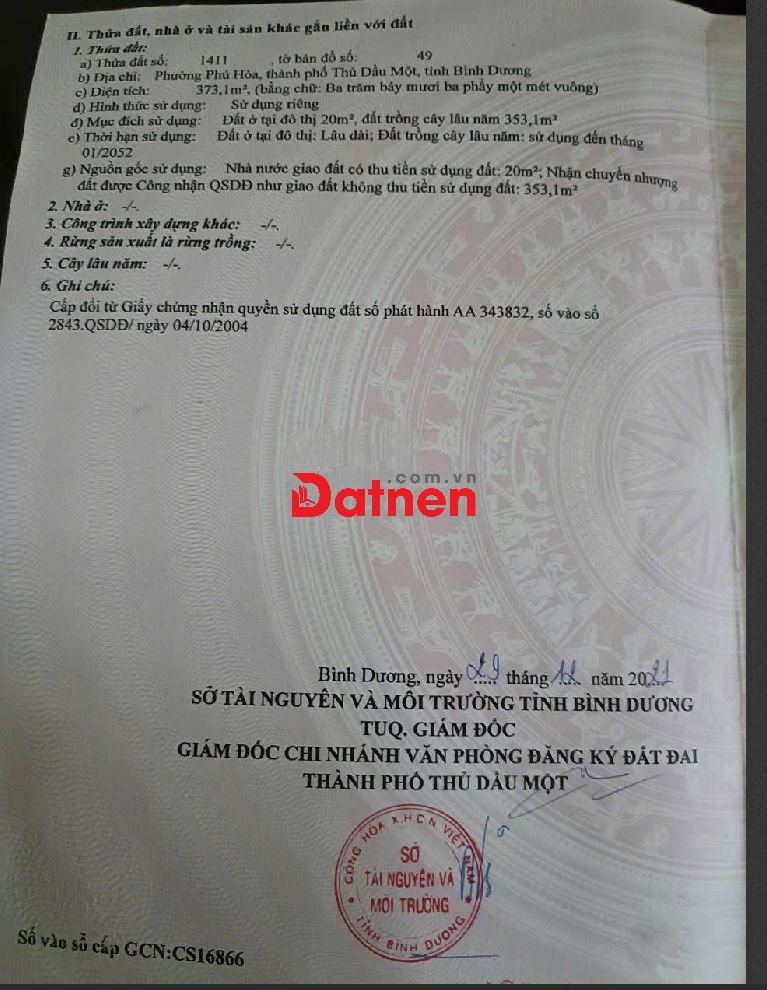 II. Thửa đất, nhà ở và tài sản khác gắn liền với đất
1. Thửa đất:
a) Thửa đất số: 1411 , tờ bản đồ số: 49
b) Địa chỉ: Phường Phú Hòa, thành phố Thủ Dầu Một, tỉnh Bình Dương
c) Diện tích: 373,1m², (bằng chữ: Ba trăm bảy mươi ba phẩy một mét vuông)
d) Hình thức sử dụng: Sử dụng riêng
đ) Mục đích sử dụng: Đất ở tại đô thị 20m², đất trồng cây lâu năm 353,1m²
e) Thời hạn sử dụng: Đất ở tại đô thị: Lâu dài; Đất trồng cây lâu năm: sử dụng đến tháng
01/2052
g) Nguồn gốc sử dụng: Nhà nước giao đất có thu tiền sử dụng đất: 20m²; Nhận chuyển nhượng
đất được Công nhận QSDĐ như giao đất không thu tiền sử dụng đất: 353,1m²
2. Nhà ở: -/-.
3. Công trình xây dựng khác: -/-.
4. Rừng sản xuất là rừng trồng: -/-.
5. Cây lâu năm: -/-.
6. Ghi chú:
Cấp đổi từ Giấy chứng nhận quyền sử dụng đất số phát hành AA 343832, số vào sổ
2843.QSDĐ/ ngày 04/10/2004
.com.vn
Datnen
Bình Dương, ngày 29 tháng 12 năm 2021
SỞ TÀI NGUYÊN VÀ MÔI TRƯỜNG TỈNH BÌNH DƯƠNG
TUQ. GIÁM ĐỐC
GIÁM ĐỐC CHI NHÁNH VĂN PHÒNG ĐĂNG KÝ ĐẤT ĐAI
THÀNH PHỐ THỦ DẦU MỘT
CỘNG HÒA X.H.C.N VIỆT NAM
SỞ
TÀI NGUYÊN VÀ
MÔI TRƯỜNG
TỈNH BÌNH DƯƠNG
Số vào sổ cấp GCN:CS16866